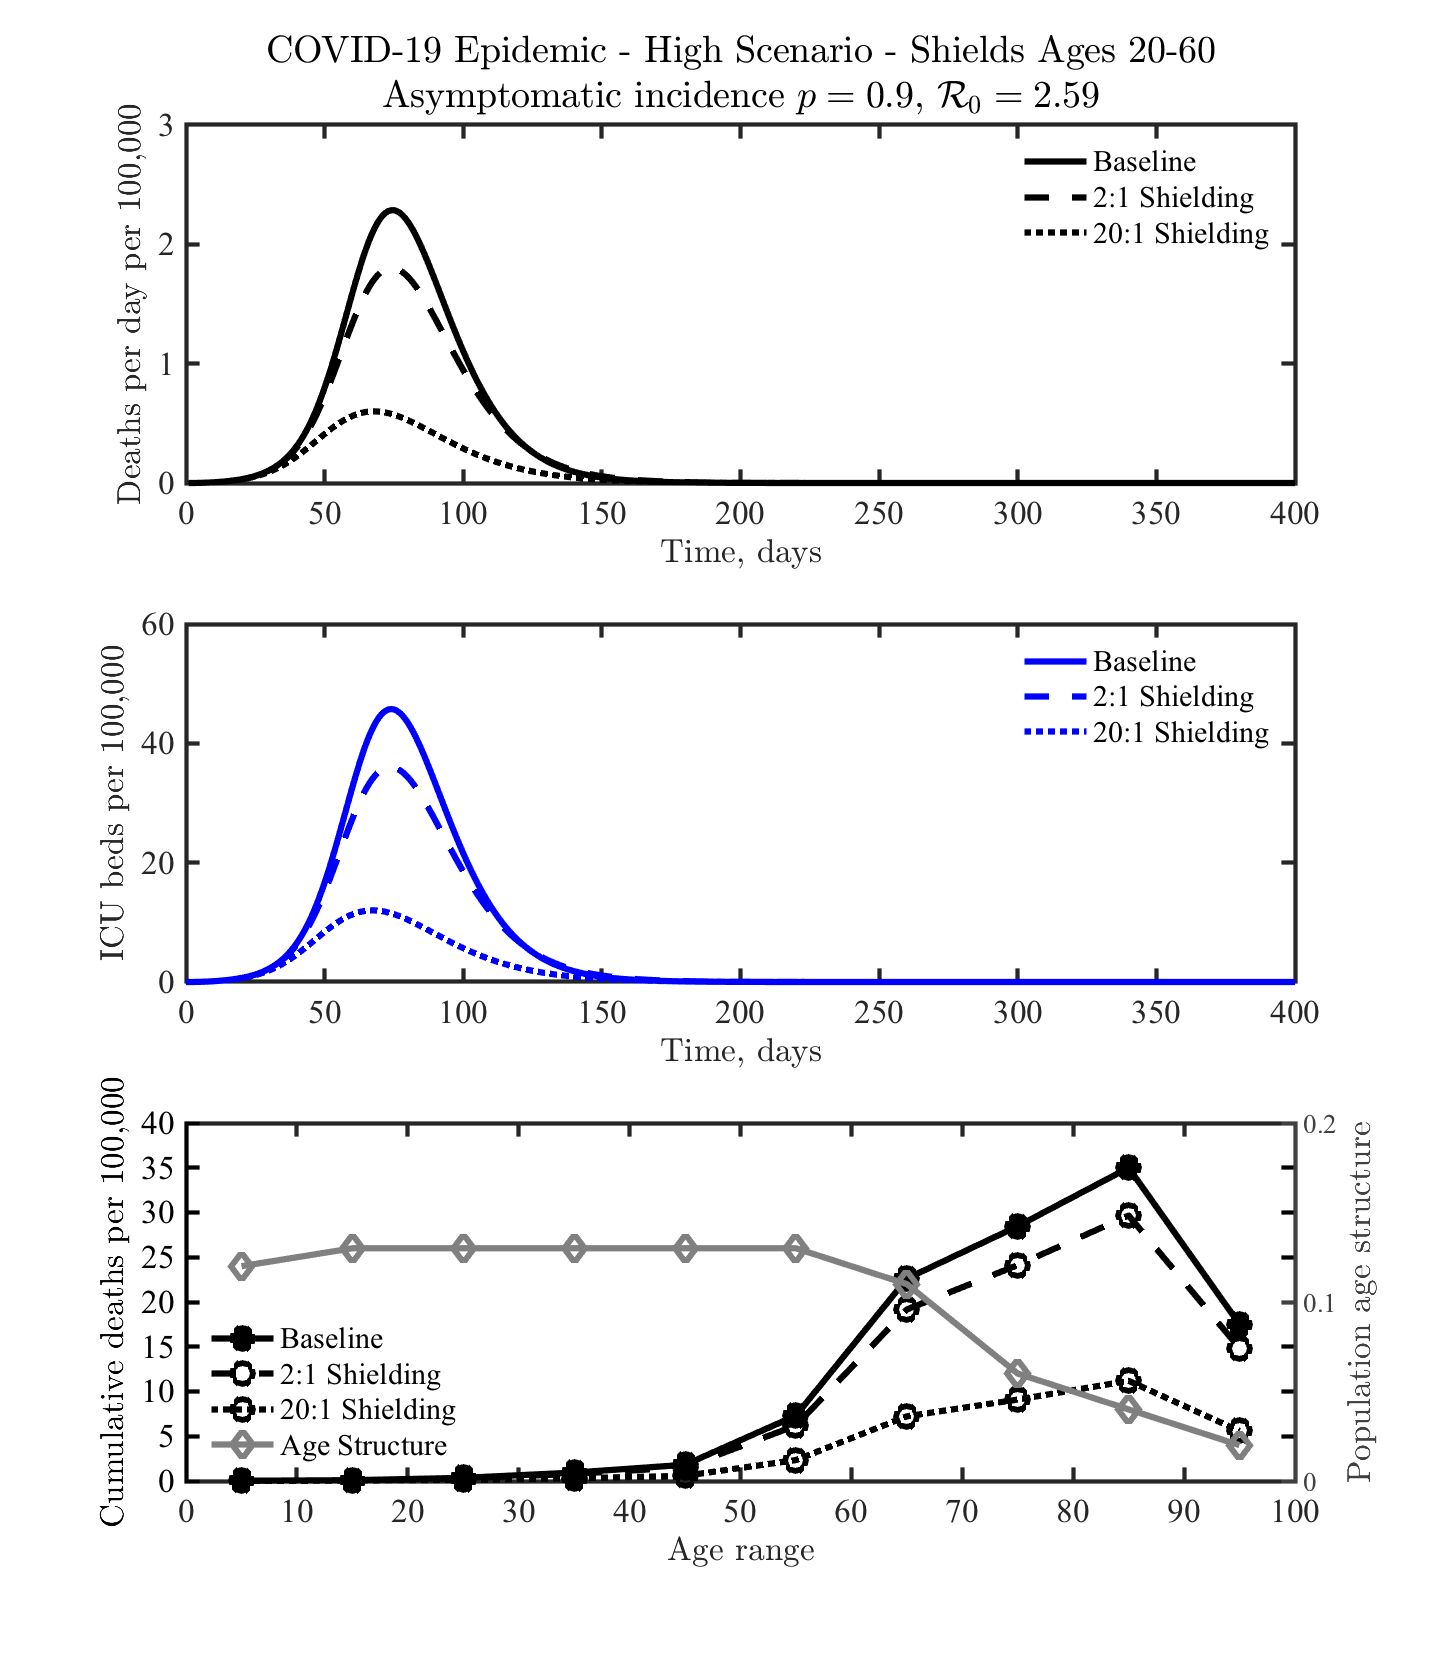 COVID-19 Epidemic - High Scenario - Shields Ages 20-60
Asymptomatic incidence p = 0.9, ℛ₀ = 2.59
Deaths per day per 100,000
3
2
1
0
Baseline
2:1 Shielding
20:1 Shielding
0 50 100 150 200 250 300 350 400
Time, days
ICU beds per 100,000
60
40
20
0
Baseline
2:1 Shielding
20:1 Shielding
0 50 100 150 200 250 300 350 400
Time, days
Cumulative deaths per 100,000
40
35
30
25
20
15
10
5
0
Baseline
2:1 Shielding
20:1 Shielding
Age Structure
0.2
0.1
0
Population age structure
0 10 20 30 40 50 60 70 80 90 100
Age range